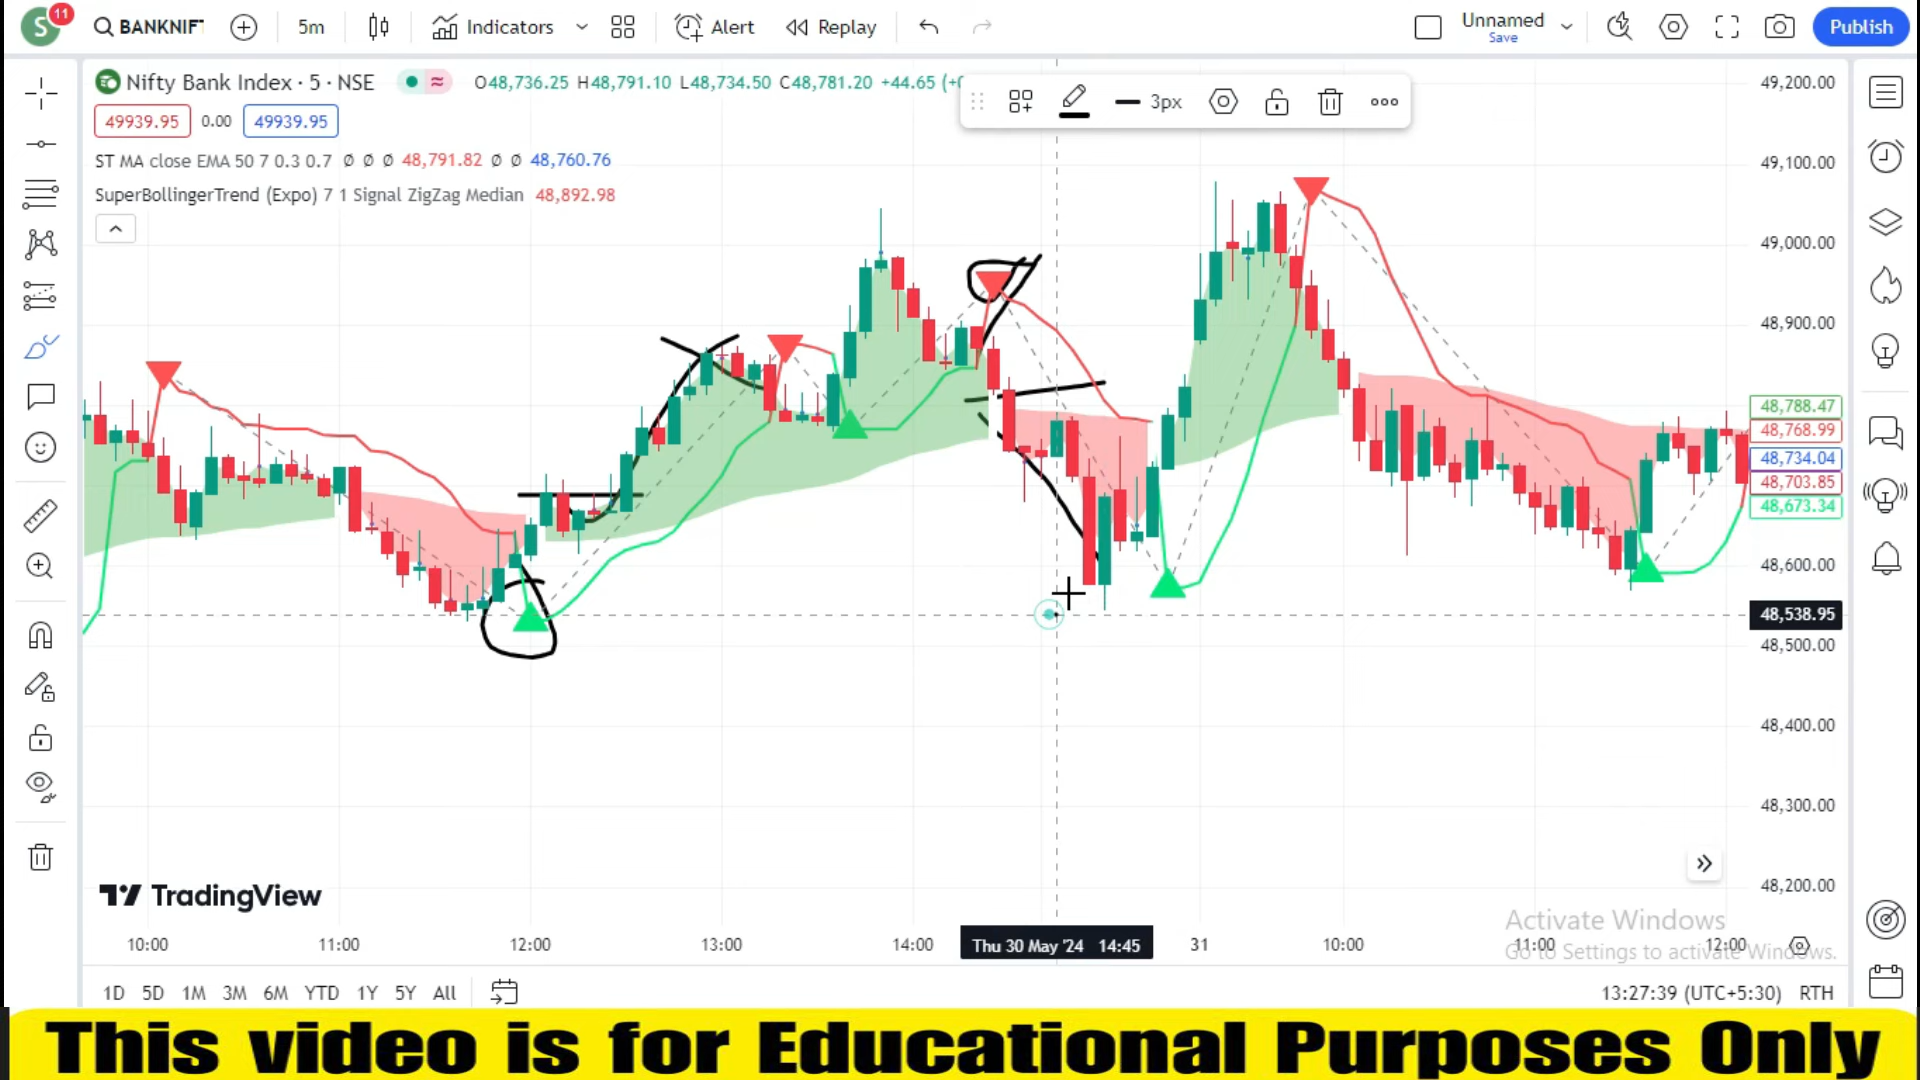 S 11 BANKNIF 5m Indicators Alert Replay Unnamed Save Publish
Nifty Bank Index · 5 · NSE O48,736.25 H48,791.10 L48,734.50 C48,781.20 +44.65
3px
49939.95 0.00 49939.95
ST MA close EMA 50 7 0.3 0.7 Ø Ø Ø 48,791.82 Ø Ø 48,760.76
SuperBollingerTrend (Expo) 7 1 Signal ZigZag Median 48,892.98
49,200.00
49,100.00
49,000.00
48,900.00
48,788.47
48,768.99
48,734.04
48,703.85
48,673.34
48,600.00
48,538.95
48,500.00
48,400.00
48,300.00
48,200.00
TradingView
Activate Windows
Go to Settings to activate Windows.
10:00 11:00 12:00 13:00 14:00 Thu 30 May '24 14:45 31 10:00 11:00 12:00
1D 5D 1M 3M 6M YTD 1Y 5Y All 13:27:39 (UTC+5:30) RTH
This video is for Educational Purposes Only